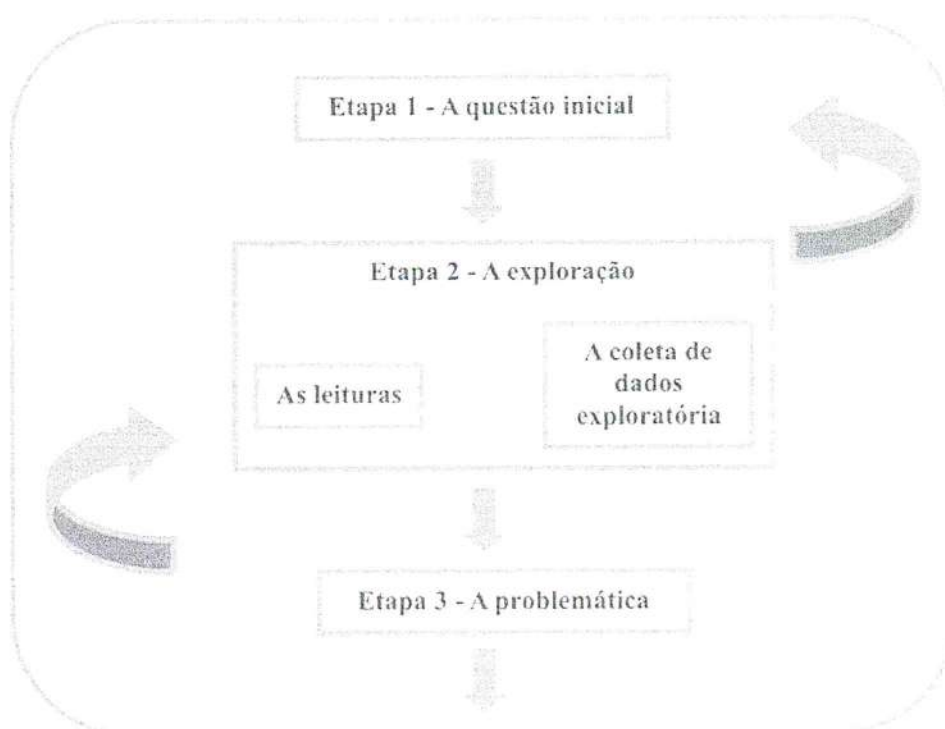 Etapa 1 - A questão inicial
Etapa 2 - A exploração
As leituras
A coleta de
dados
exploratória
Etapa 3 - A problemática